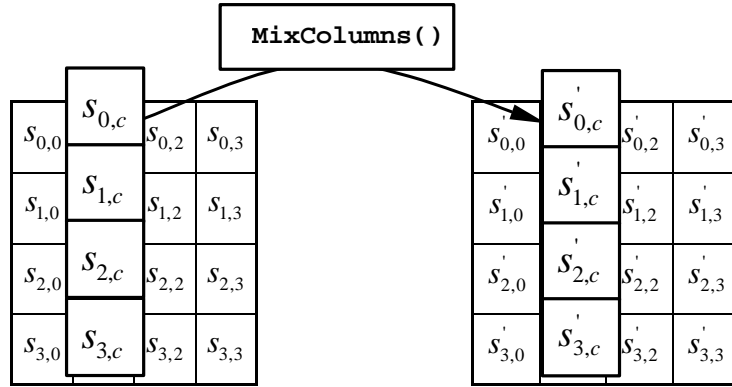 MixColumns()
s0,0 s0,c s0,2 s0,3 s'0,0 s'0,c s'0,2 s'0,3
s1,0 s1,c s1,2 s1,3 s'1,0 s'1,c s'1,2 s'1,3
s2,0 s2,c s2,2 s2,3 s'2,0 s'2,c s'2,2 s'2,3
s3,0 s3,c s3,2 s3,3 s'3,0 s'3,c s'3,2 s'3,3